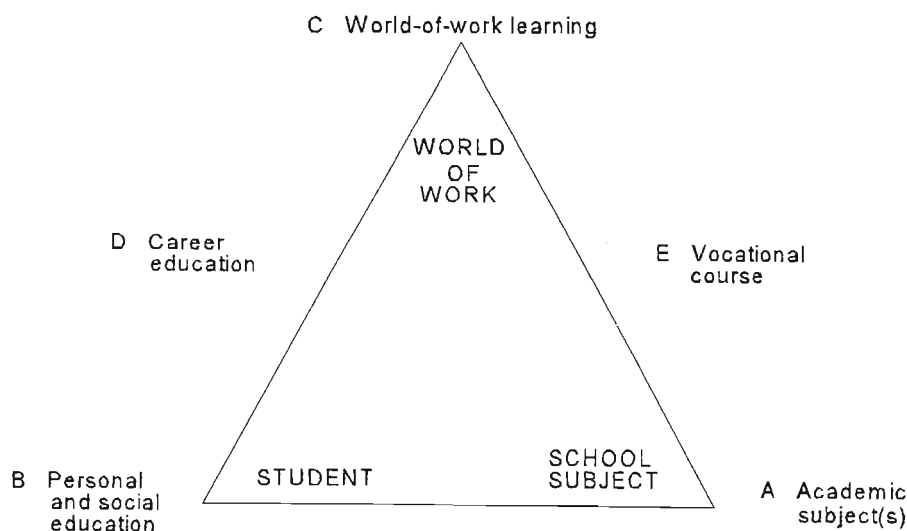 C World-of-work learning
WORLD
OF
WORK
D Career
education
E Vocational
course
B Personal
and social
education
STUDENT
SCHOOL
SUBJECT
A Academic
subject(s)